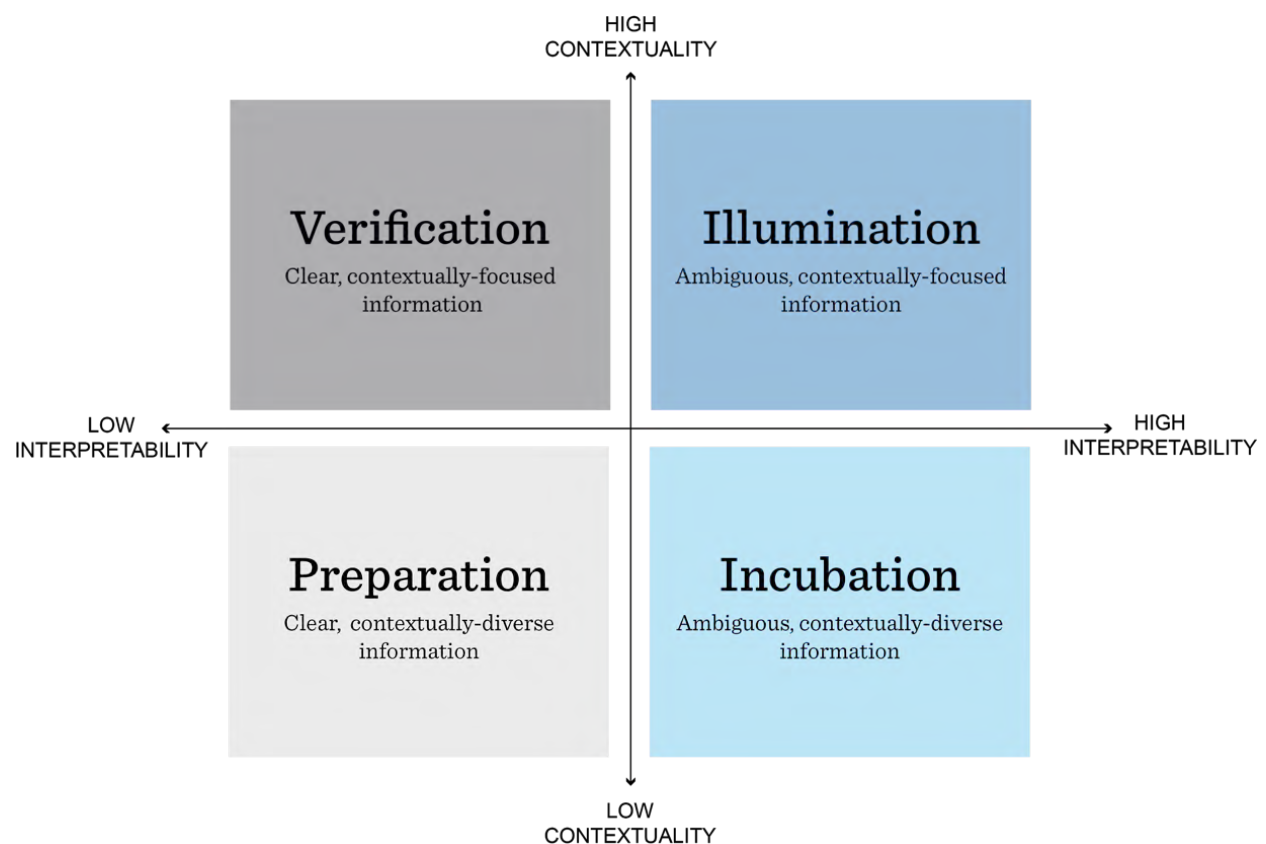 HIGH
CONTEXTUALITY
Verification
Clear, contextually-focused
information
Illumination
Ambiguous, contextually-focused
information
LOW
INTERPRETABILITY
HIGH
INTERPRETABILITY
Preparation
Clear, contextually-diverse
information
Incubation
Ambiguous, contextually-diverse
information
LOW
CONTEXTUALITY